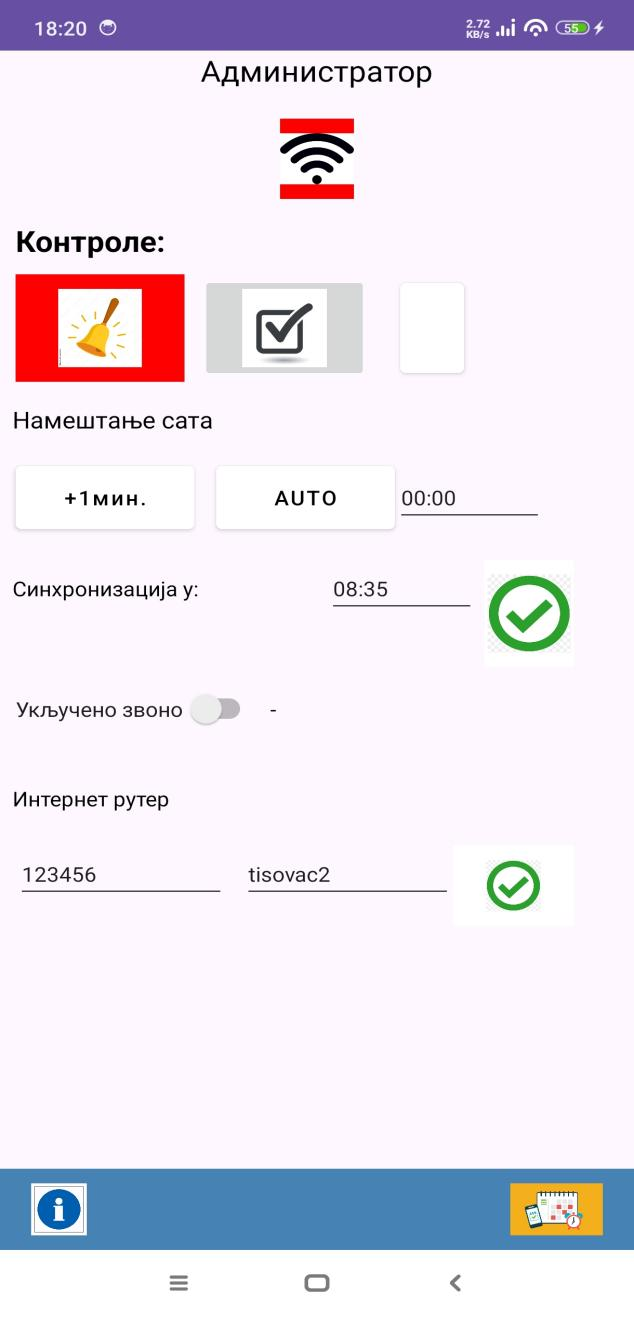 18:20
2.72
KB/s
55
Администратор
Контроле:
Намештање сата
+1мин. AUTO 00:00
Синхронизација у: 08:35
Укључено звоно -
Интернет рутер
123456 tisovac2